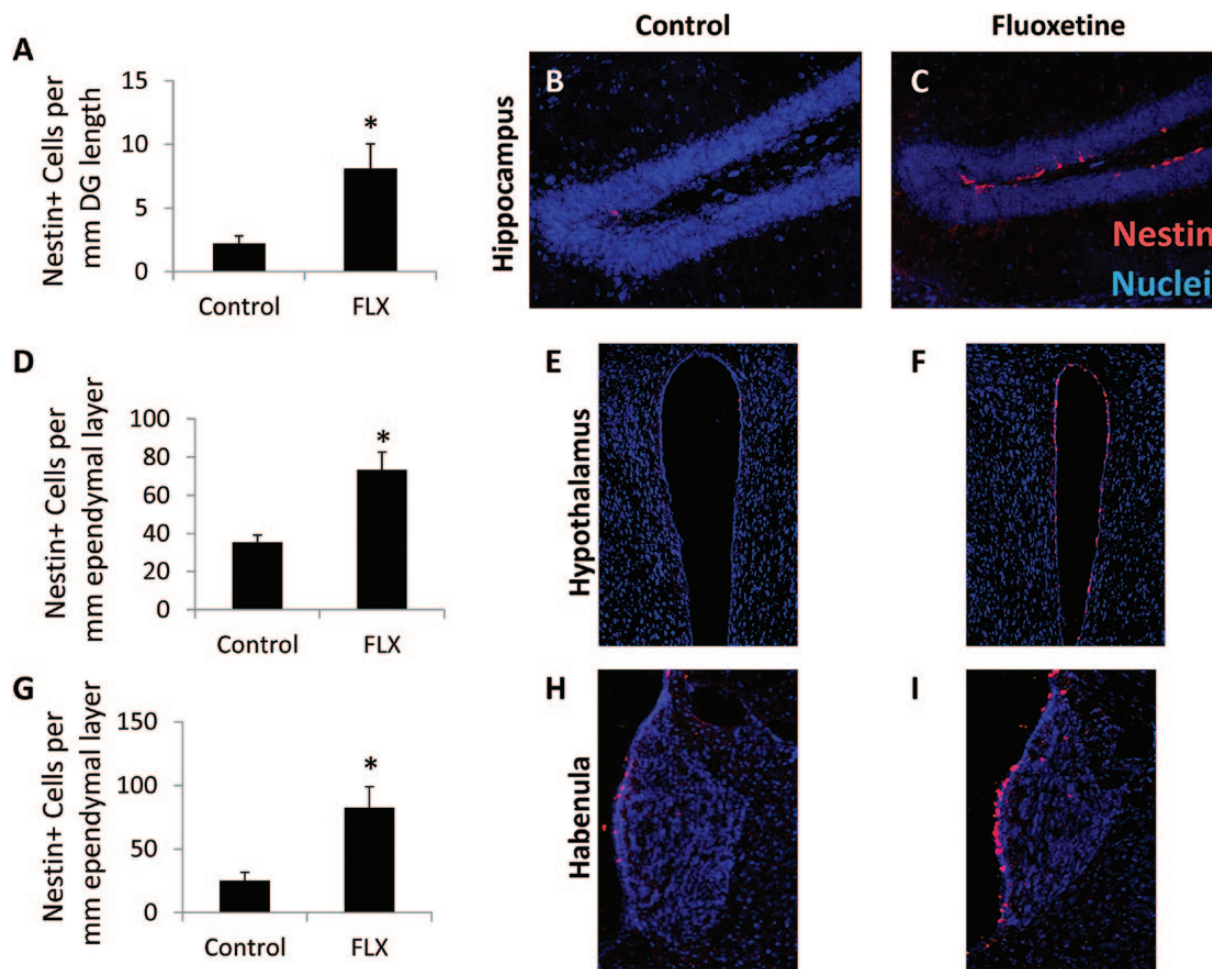 Control
Fluoxetine
A
Nestin+ Cells per
mm DG length
15
10
5
0
*
Control
FLX
Hippocampus
B
C
Nestin
Nuclei
D
Nestin+ Cells per
mm ependymal layer
100
80
60
40
20
0
*
Control
FLX
Hypothalamus
E
F
G
Nestin+ Cells per
mm ependymal layer
150
100
50
0
*
Control
FLX
Habenula
H
I